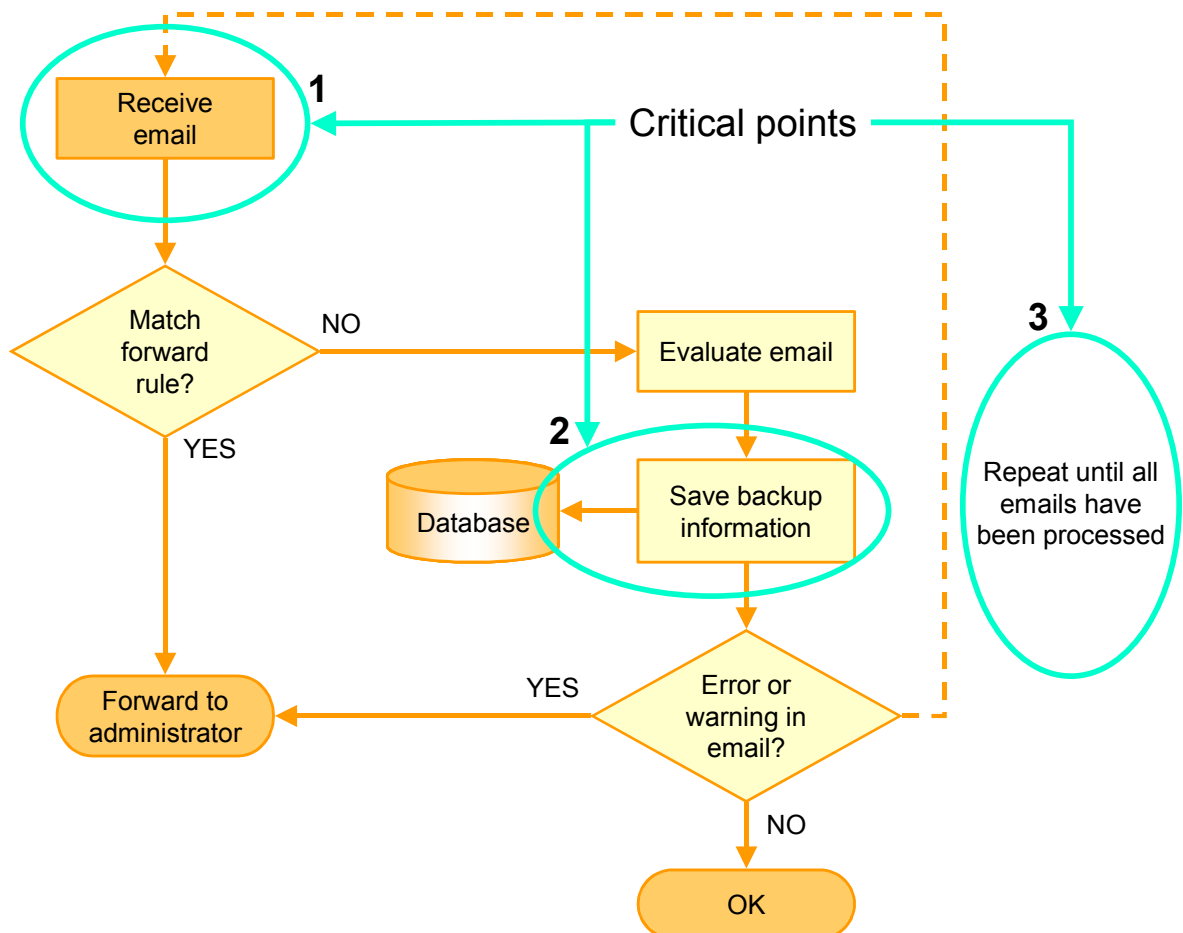 Receive
email
1
Critical points
Match
forward
rule?
NO
YES
Evaluate email
2
Save backup
information
Database
3
Repeat until all
emails have
been processed
Error or
warning in
email?
YES
Forward to
administrator
NO
OK